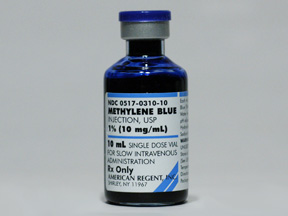 NDC 0517-0310-10
METHYLENE BLUE
INJECTION, USP
1% (10 mg/mL)
10 mL SINGLE DOSE VIAL
FOR SLOW INTRAVENOUS
ADMINISTRATION
Rx Only
AMERICAN REGENT, INC.
SHIRLEY, NY 11967